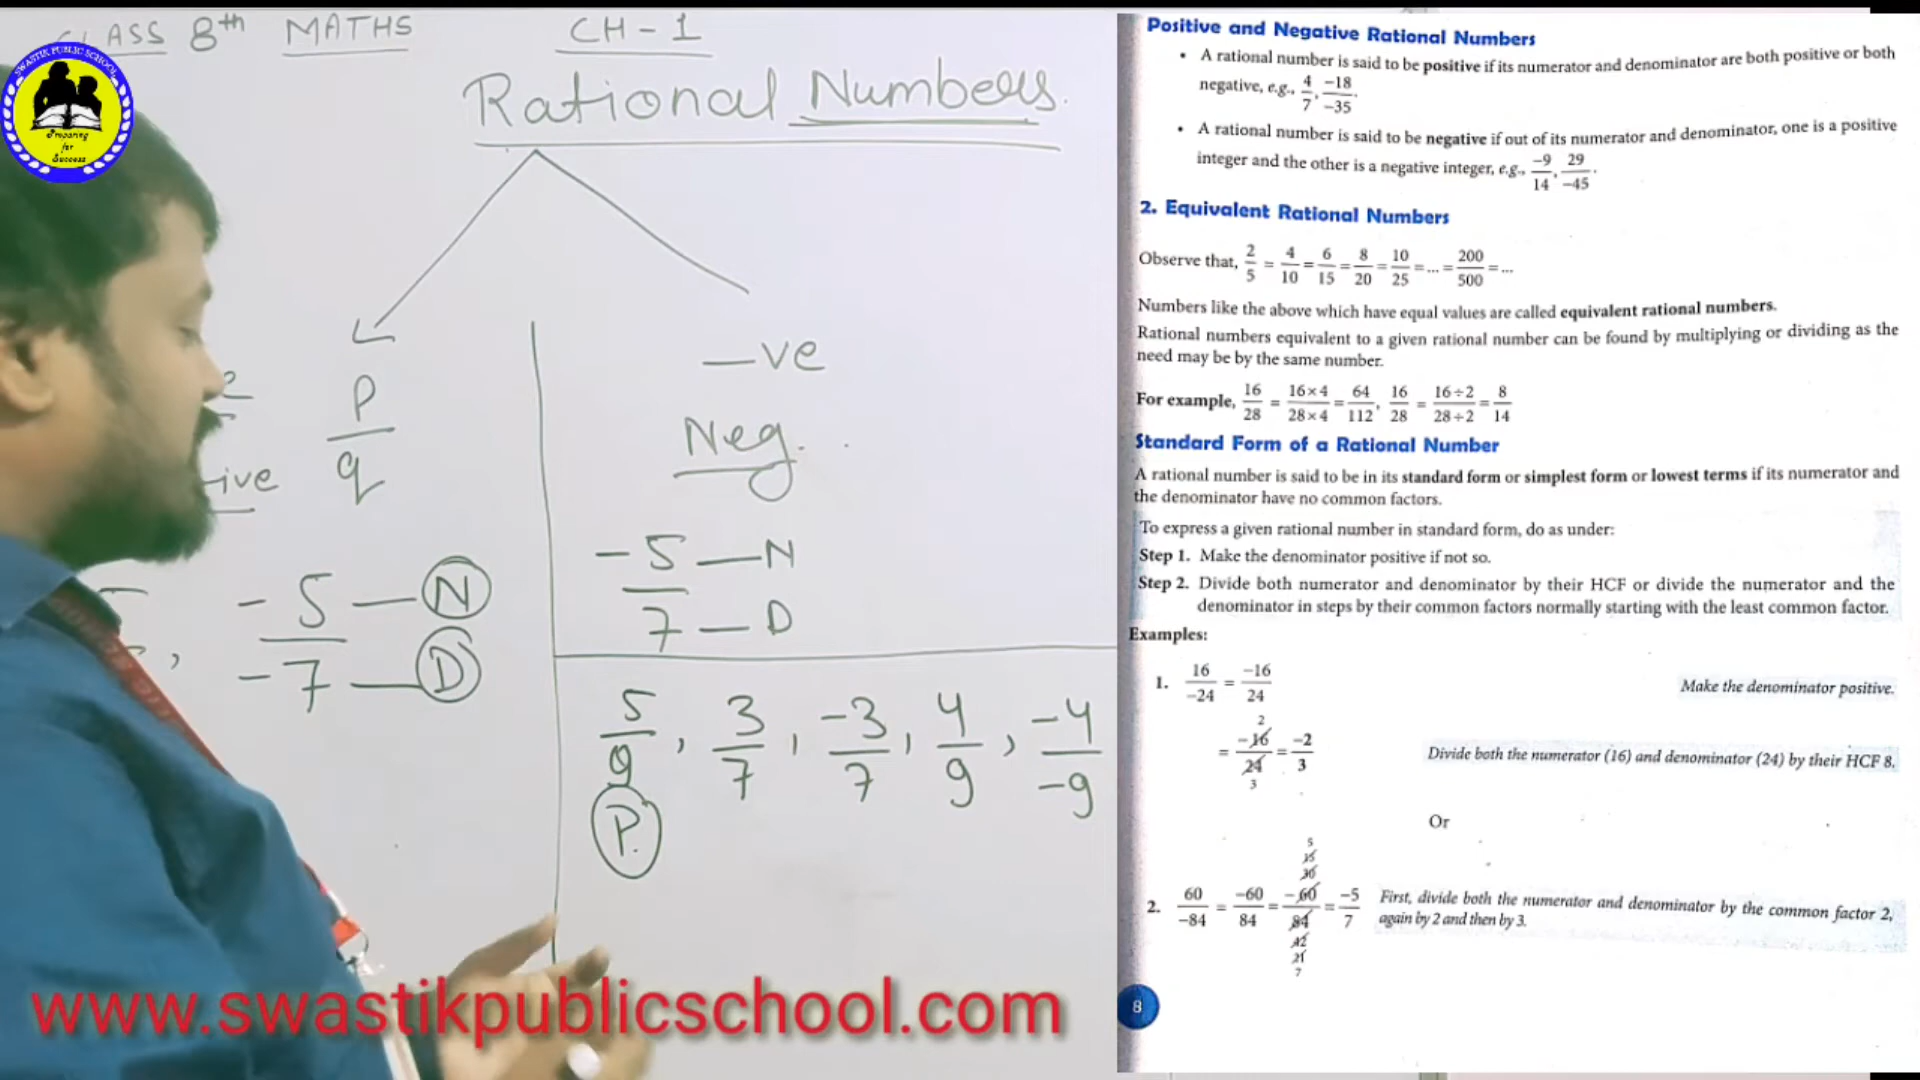 CLASS 8th MATHS CH-1
Rational Numbers.
SWASTIK PUBLIC SCHOOL
Preparing
for
Success
P
q
-5 — N
-7 — D
,
-ve
Neg.
-5 — N
7 — D
5/9, 3/7, -3/7, 4/9, -4/-9
P.
www.swastikpublicschool.com
Positive and Negative Rational Numbers
• A rational number is said to be positive if its numerator and denominator are both positive or both
negative, e.g., 4/7, -18/-35.
• A rational number is said to be negative if out of its numerator and denominator, one is a positive
integer and the other is a negative integer, e.g., -9/14, 29/-45.
2. Equivalent Rational Numbers
Observe that, 2/5 = 4/10 = 6/15 = 8/20 = 10/25 = ... = 200/500 = ...
Numbers like the above which have equal values are called equivalent rational numbers.
Rational numbers equivalent to a given rational number can be found by multiplying or dividing as the
need may be by the same number.
For example, 16/28 = 16×4/28×4 = 64/112, 16/28 = 16÷2/28÷2 = 8/14
Standard Form of a Rational Number
A rational number is said to be in its standard form or simplest form or lowest terms if its numerator and
the denominator have no common factors.
To express a given rational number in standard form, do as under:
Step 1. Make the denominator positive if not so.
Step 2. Divide both numerator and denominator by their HCF or divide the numerator and the
denominator in steps by their common factors normally starting with the least common factor.
Examples:
1. 16/-24 = -16/24 Make the denominator positive.
2
= -16/24 = -2/3 Divide both the numerator (16) and denominator (24) by their HCF 8.
3
Or
5
15
30
2. 60/-84 = -60/84 = -60/84 = -5/7 First, divide both the numerator and denominator by the common factor 2,
again by 2 and then by 3.
42
21
7
8